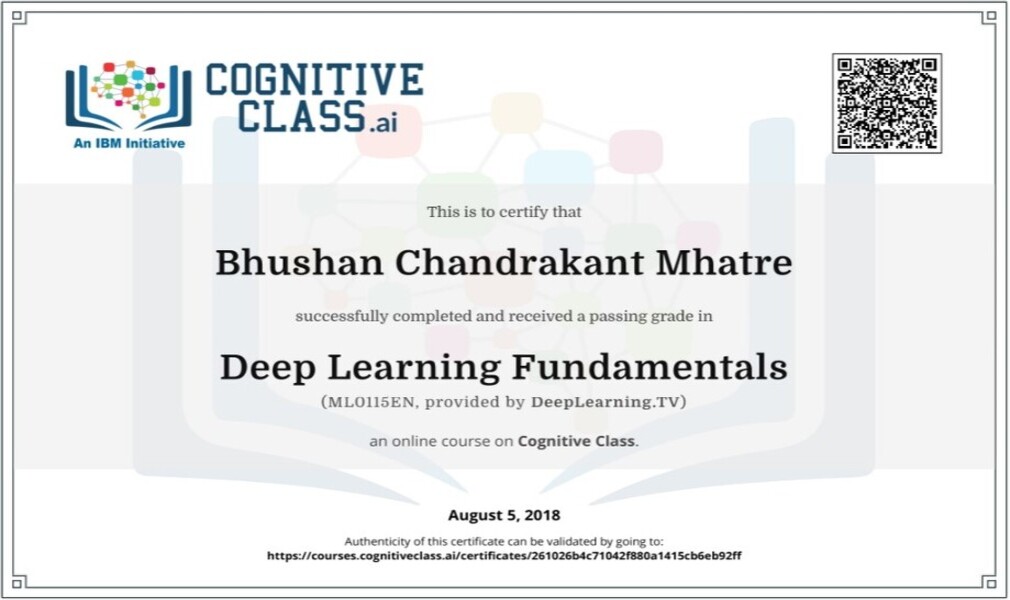 COGNITIVE
CLASS.ai
An IBM Initiative
This is to certify that
Bhushan Chandrakant Mhatre
successfully completed and received a passing grade in
Deep Learning Fundamentals
(ML0115EN, provided by DeepLearning.TV)
an online course on Cognitive Class.
August 5, 2018
Authenticity of this certificate can be validated by going to:
https://courses.cognitiveclass.ai/certificates/261026b4c71042f880a1415cb6eb92ff